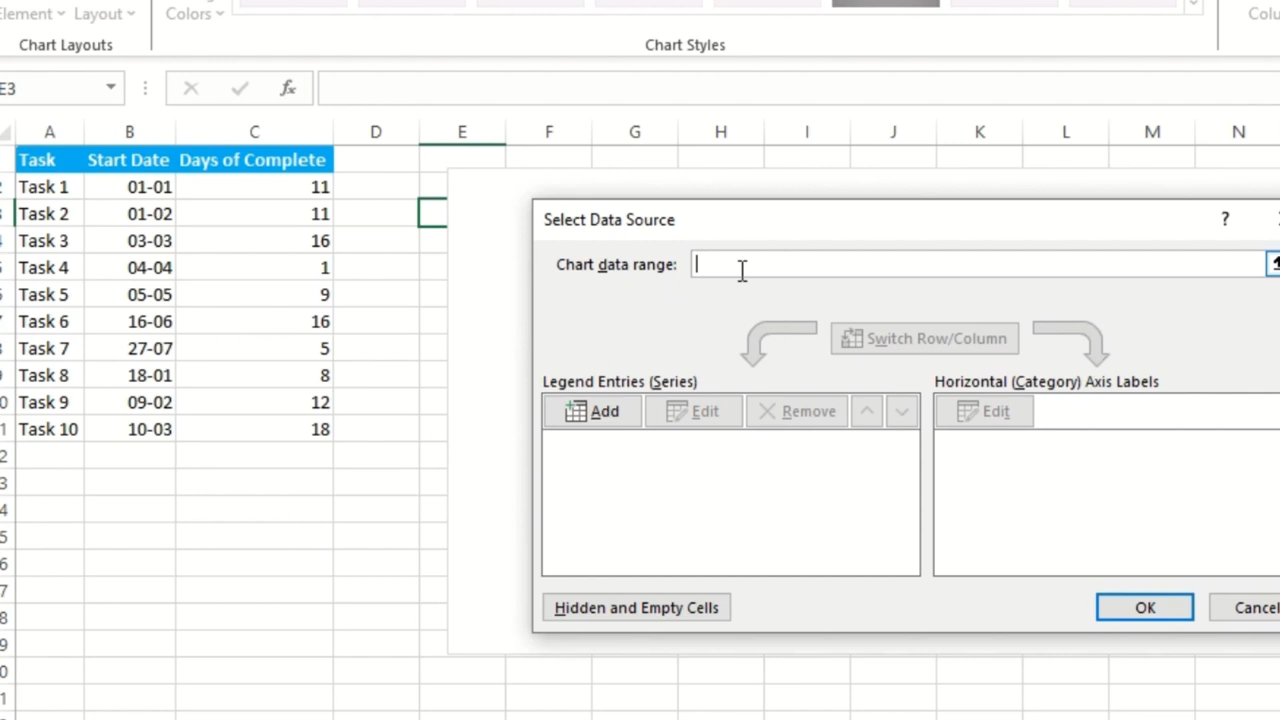 Element Layout Colors
Chart Layouts Chart Styles
E3 fx
A B C D E F G H I J K L M N
Task Start Date Days of Complete
Task 1 01-01 11
Task 2 01-02 11
Task 3 03-03 16
Task 4 04-04 1
Task 5 05-05 9
Task 6 16-06 16
Task 7 27-07 5
Task 8 18-01 8
Task 9 09-02 12
Task 10 10-03 18
Select Data Source ?
Chart data range:
Switch Row/Column
Legend Entries (Series) Horizontal (Category) Axis Labels
Add Edit Remove Edit
Hidden and Empty Cells OK Cancel